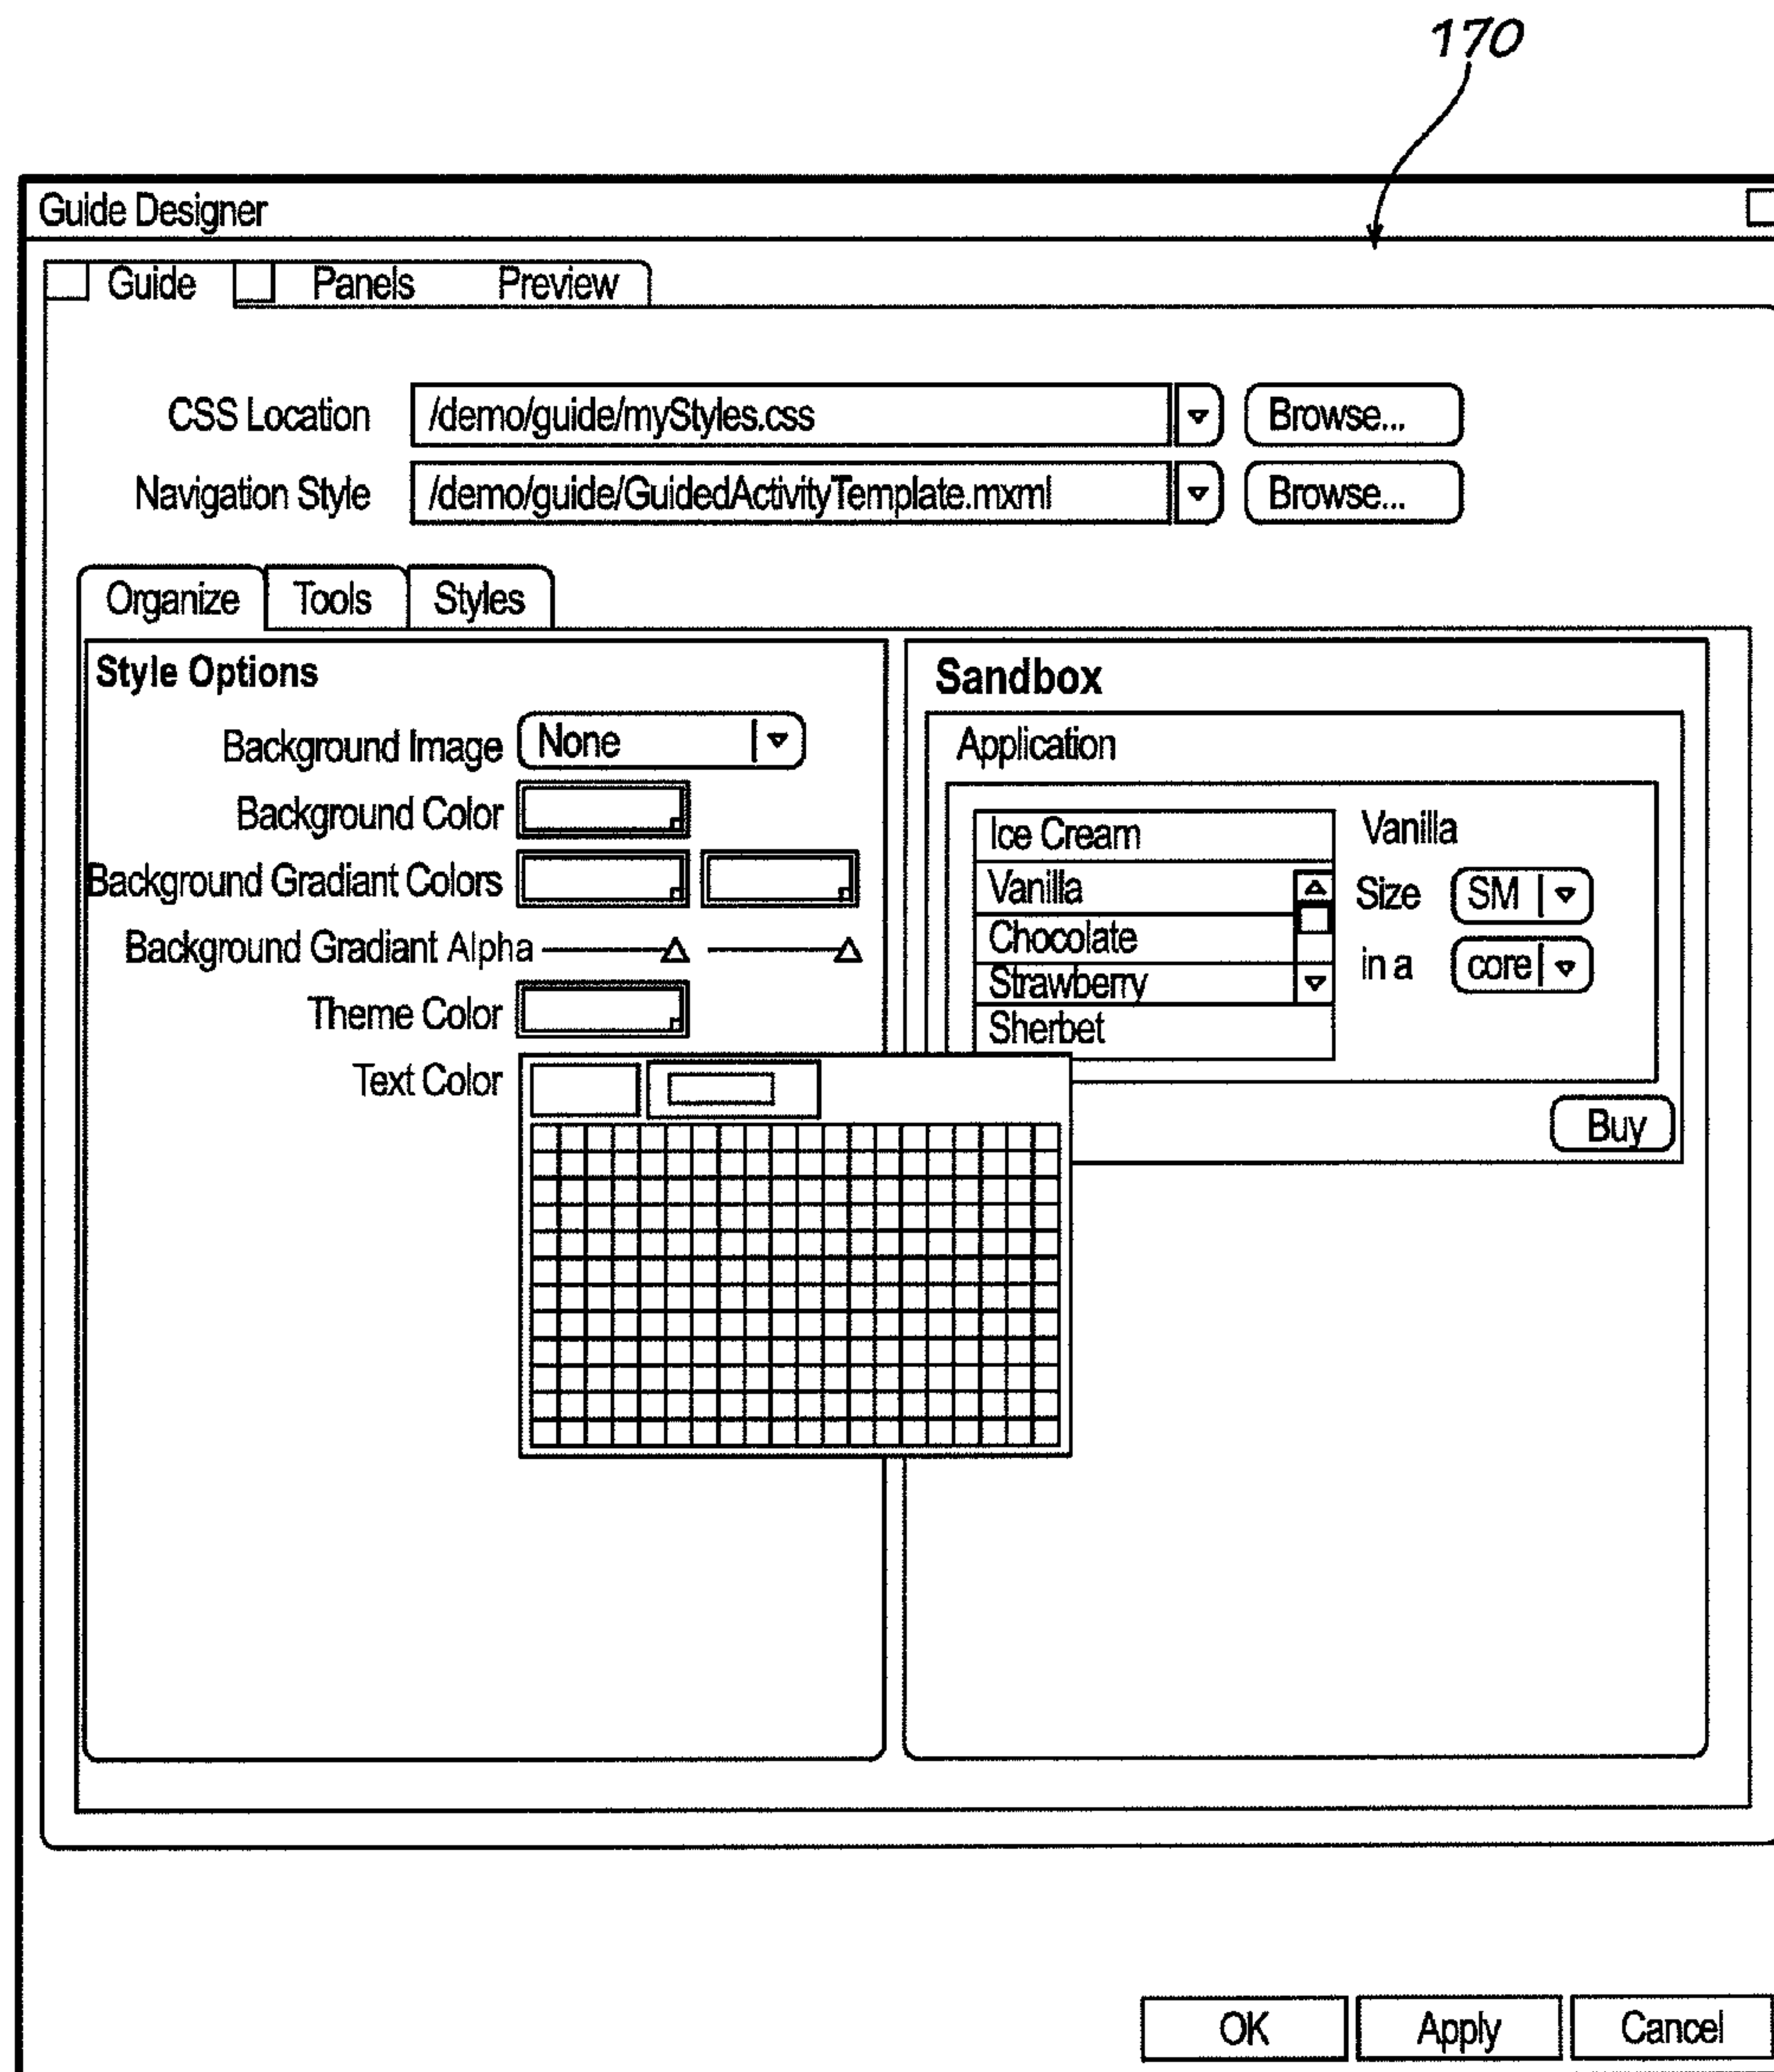 170
Guide Designer
Guide Panels Preview
CSS Location /demo/guide/myStyles.css Browse...
Navigation Style /demo/guide/GuidedActivityTemplate.mxml Browse...
Organize Tools Styles
Style Options
Background Image None
Background Color
Background Gradiant Colors
Background Gradiant Alpha
Theme Color
Text Color
Sandbox
Application
Ice Cream
Vanilla
Chocolate
Strawberry
Sherbet
Vanilla
Size SM
in a core
Buy
OK Apply Cancel